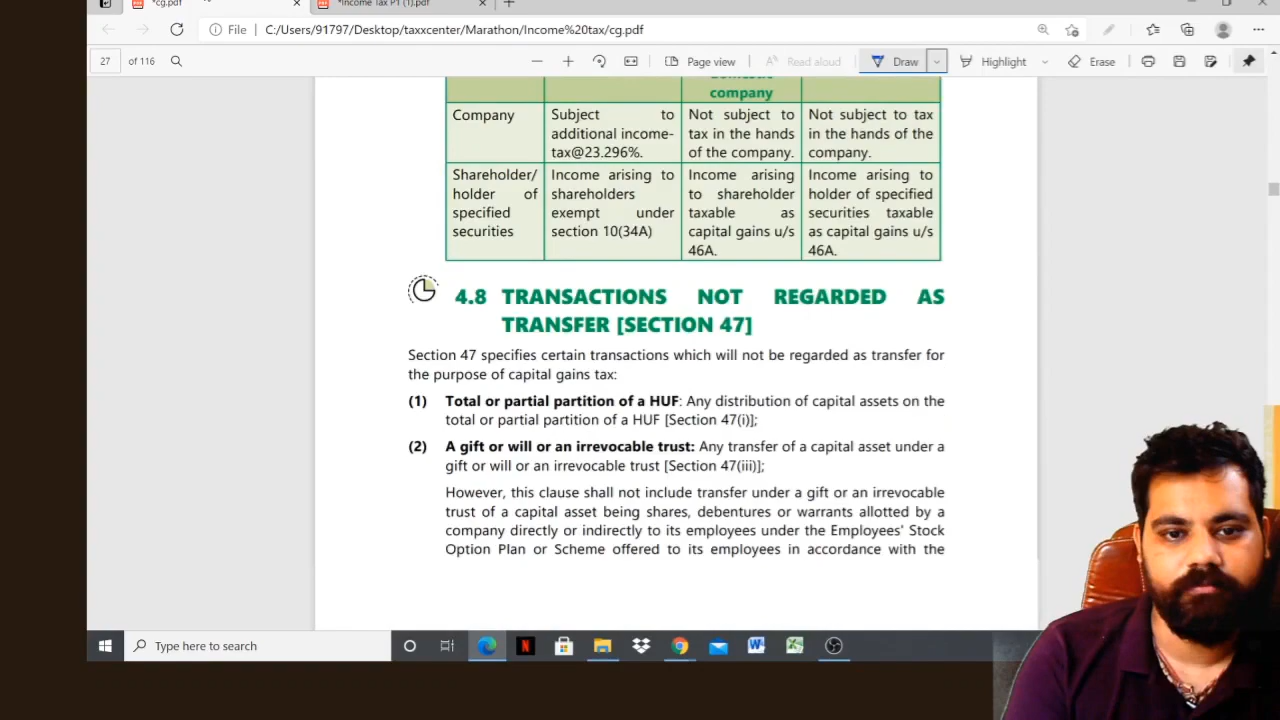 *cg.pdf
*Income Tax P1 (1).pdf
File C:/Users/91797/Desktop/taxxcenter/Marathon/Income%20tax/cg.pdf
27 of 116 Page view Read aloud Draw Highlight Erase
company
Company Subject to additional income-tax@23.296%. Not subject to tax in the hands of the company. Not subject to tax in the hands of the company.
Shareholder/ holder of specified securities Income arising to shareholders exempt under section 10(34A) Income arising to shareholder taxable as capital gains u/s 46A. Income arising to holder of specified securities taxable as capital gains u/s 46A.
4.8 TRANSACTIONS NOT REGARDED AS
TRANSFER [SECTION 47]
Section 47 specifies certain transactions which will not be regarded as transfer for
the purpose of capital gains tax:
(1) Total or partial partition of a HUF: Any distribution of capital assets on the
total or partial partition of a HUF [Section 47(i)];
(2) A gift or will or an irrevocable trust: Any transfer of a capital asset under a
gift or will or an irrevocable trust [Section 47(iii)];
However, this clause shall not include transfer under a gift or an irrevocable
trust of a capital asset being shares, debentures or warrants allotted by a
company directly or indirectly to its employees under the Employees' Stock
Option Plan or Scheme offered to its employees in accordance with the
Type here to search